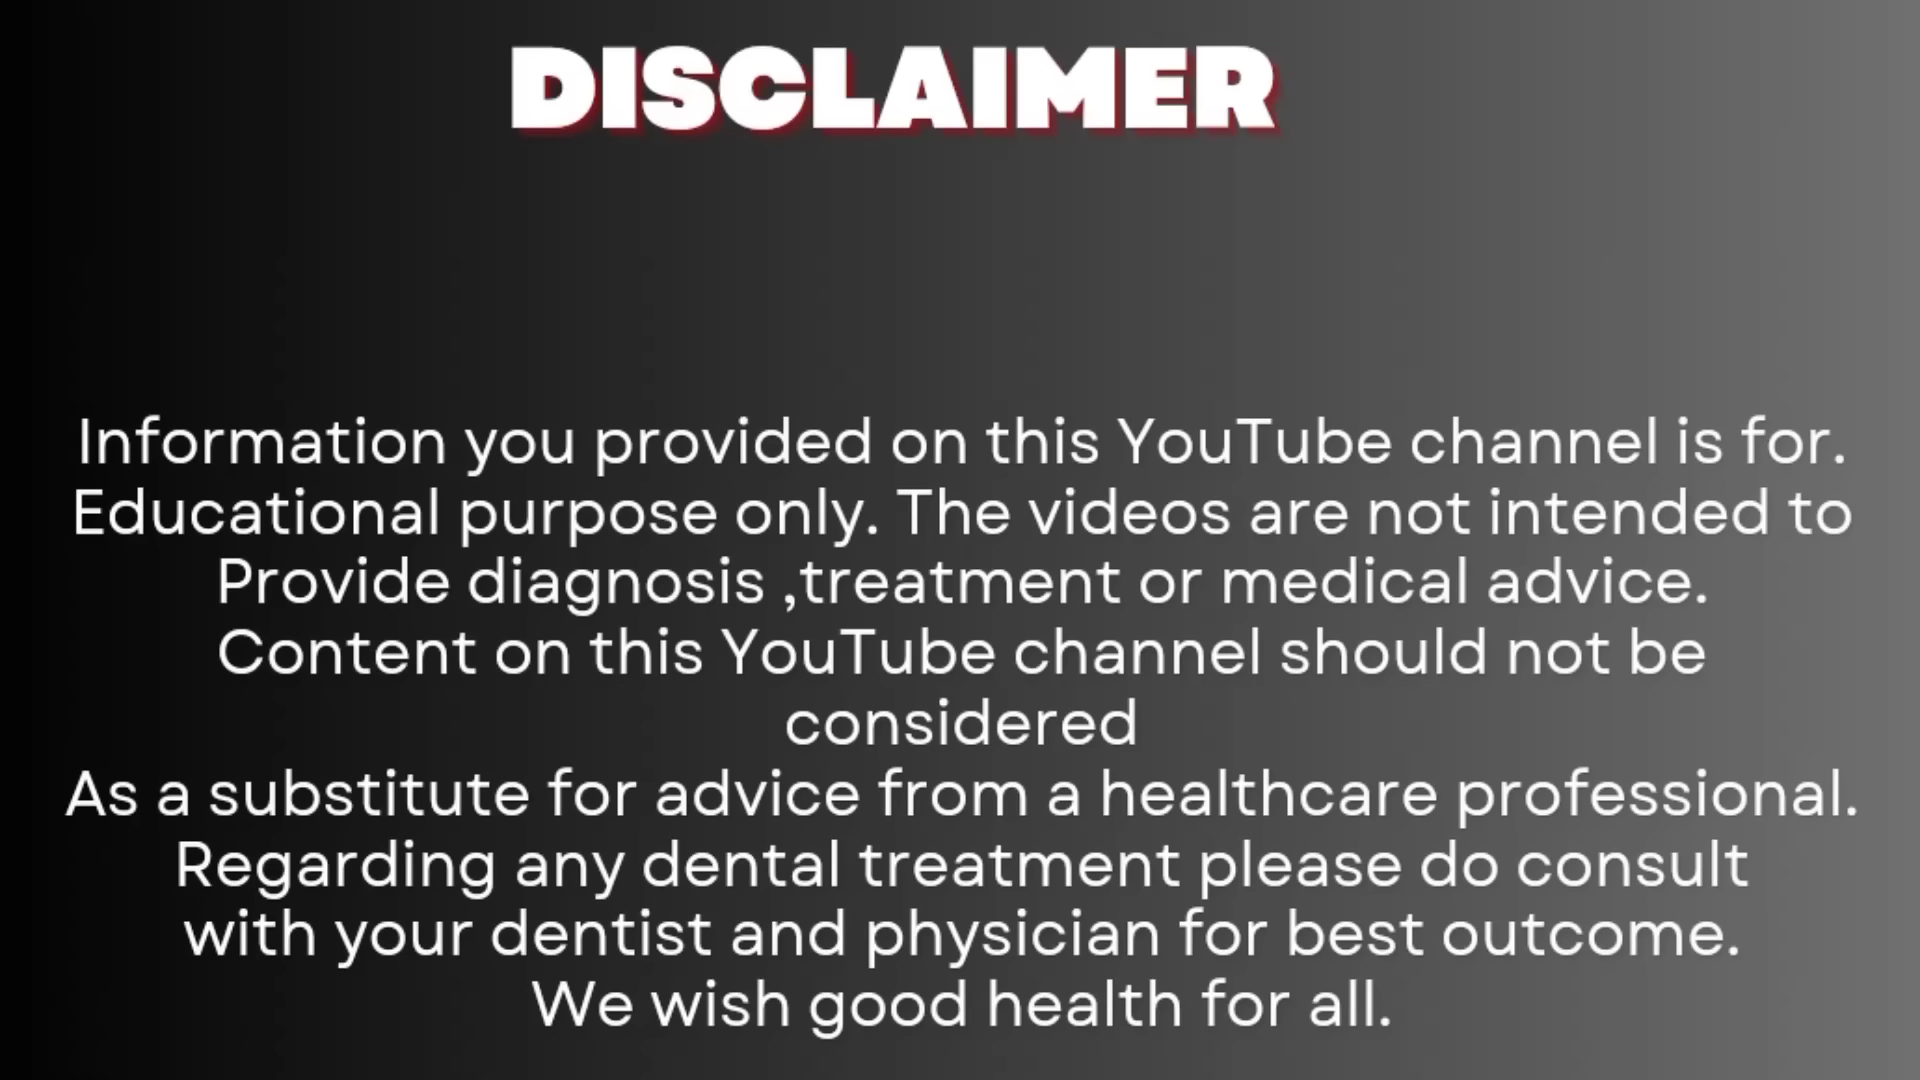 DISCLAIMER
Information you provided on this YouTube channel is for.
Educational purpose only. The videos are not intended to
Provide diagnosis ,treatment or medical advice.
Content on this YouTube channel should not be
considered
As a substitute for advice from a healthcare professional.
Regarding any dental treatment please do consult
with your dentist and physician for best outcome.
We wish good health for all.